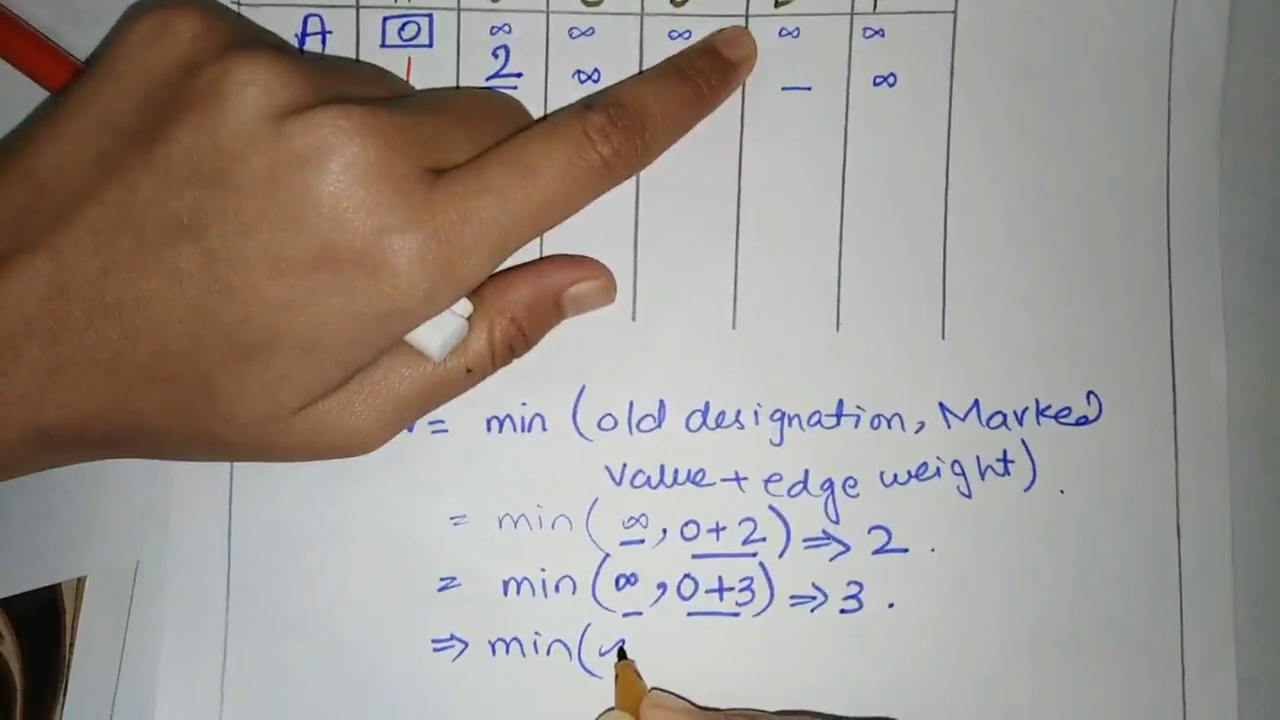 A 0 ∞ ∞ ∞ ∞ ∞
2 ∞ _ ∞
= min (old designation, Marked
value + edge weight).
= min(∞, 0+2) ⇒ 2.
= min(∞, 0+3) ⇒ 3.
⇒ min(